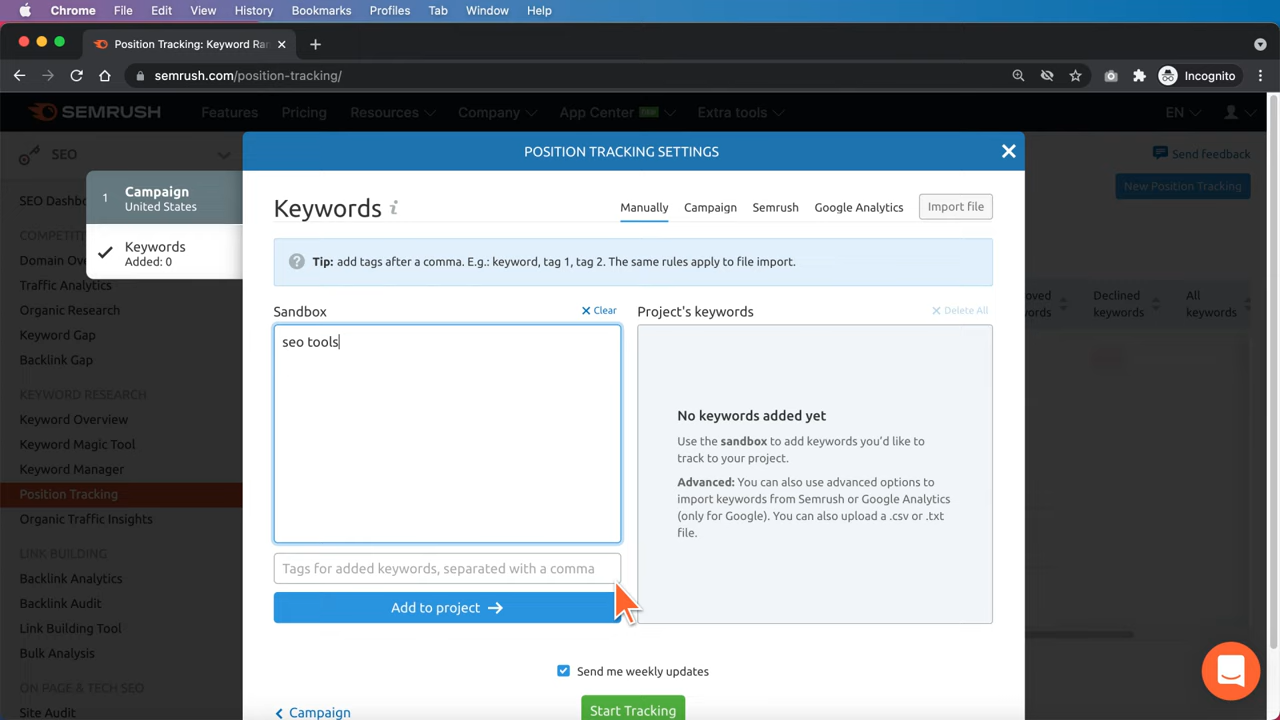 Chrome File Edit View History Bookmarks Profiles Tab Window Help
Position Tracking: Keyword Ran
semrush.com/position-tracking/
Incognito
SEMRUSH Features Pricing Resources Company App Center Extra tools EN
SEO
Send feedback
New Position Tracking
SEO Dashb
Domain Ov
Traffic Analytics
Organic Research
Keyword Gap
Backlink Gap
KEYWORD RESEARCH
Keyword Overview
Keyword Magic Tool
Keyword Manager
Position Tracking
Organic Traffic Insights
LINK BUILDING
Backlink Analytics
Backlink Audit
Link Building Tool
Bulk Analysis
ON PAGE & TECH SEO
Site Audit
1 Campaign
United States
Keywords
Added: 0
POSITION TRACKING SETTINGS
Keywords i
Manually Campaign Semrush Google Analytics Import file
Tip: add tags after a comma. E.g.: keyword, tag 1, tag 2. The same rules apply to file import.
Sandbox Clear
seo tools
Tags for added keywords, separated with a comma
Add to project
Project's keywords Delete All
No keywords added yet
Use the sandbox to add keywords you'd like to
track to your project.
Advanced: You can also use advanced options to
import keywords from Semrush or Google Analytics
(only for Google). You can also upload a .csv or .txt
file.
Send me weekly updates
Campaign
Start Tracking
Declined
keywords
All
keywords